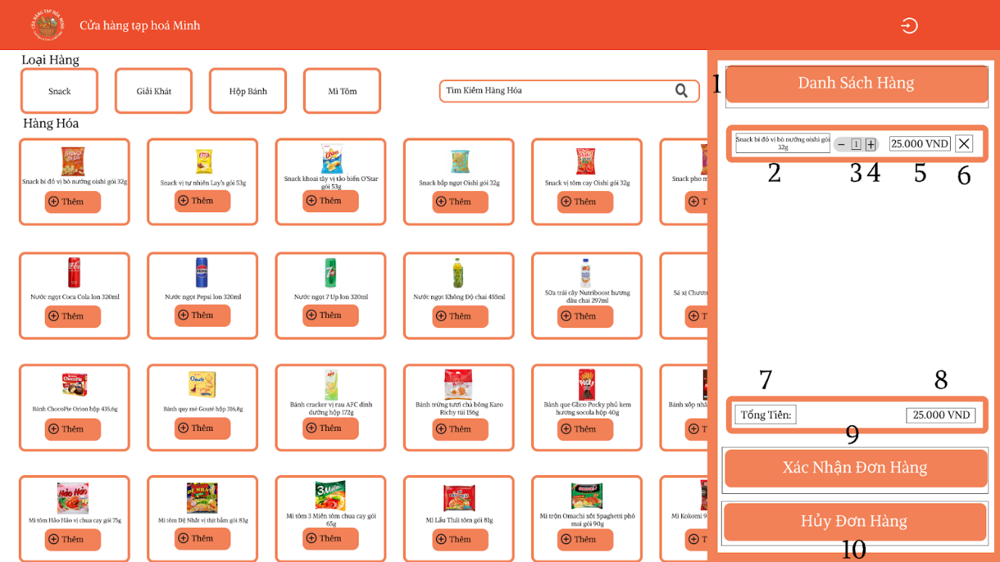 CỬA HÀNG TẠP HÓA MINH
Cửa hàng tạp hoá Minh
Loại Hàng
Snack
Giải Khát
Hộp Bánh
Mì Tôm
Tìm Kiếm Hàng Hóa
Hàng Hóa
Snack bí đỏ vị bò nướng oishi gói 32g
Thêm
Snack vị tự nhiên Lay's gói 53g
Thêm
Snack khoai tây vị tảo biển O'Star
gói 53g
Thêm
Snack bắp ngọt Oishi gói 32g
Thêm
Snack vị tôm cay Oishi gói 32g
Thêm
Snack pho m
T
Nước ngọt Coca Cola lon 320ml
Thêm
Nước ngọt Pepsi lon 320ml
Thêm
Nước ngọt 7 Up lon 320ml
Thêm
Nước ngọt Không Độ chai 455ml
Thêm
Sữa trái cây Nutriboost hương
dâu chai 297ml
Thêm
Sá xị Chươn
T
Bánh ChocoPie Orion hộp 435,6g
Thêm
Bánh quy mè Gouté hộp 316,8g
Thêm
Bánh cracker vị rau AFC dinh
dưỡng hộp 172g
Thêm
Bánh trứng tươi chà bông Karo
Richy túi 156g
Thêm
Bánh que Glico Pocky phủ kem
hương socola hộp 40g
Thêm
Bánh xốp nhâ
T
Mì tôm Hảo Hảo vị chua cay gói 75g
Thêm
Mì tôm Đệ Nhất vị thịt bằm gói 83g
Thêm
Mì tôm 3 Miền tôm chua cay gói
65g
Thêm
Mì Lẩu Thái tôm gói 81g
Thêm
Mì trộn Omachi xốt Spaghetti phô
mai gói 90g
Thêm
Mì Kokomi 9
T
1
Danh Sách Hàng
Snack bí đỏ vị bò nướng oishi gói
32g
− 1 +
25.000 VND
2
3
4
5
6
7
8
Tổng Tiền:
25.000 VND
9
Xác Nhận Đơn Hàng
Hủy Đơn Hàng
10